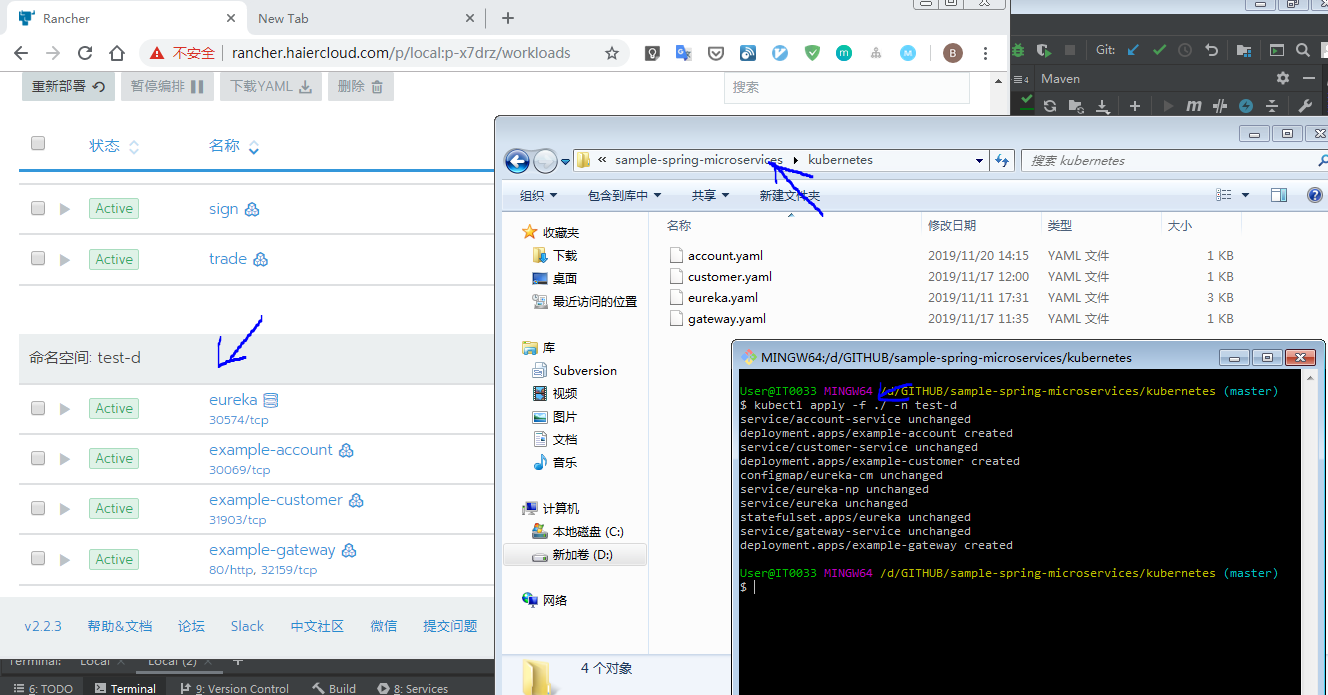 Rancher
New Tab
不安全
rancher.haiercloud.com/p/local:p-x7drz/workloads
B
Git:
Maven
重新部署
暂停编排
下载YAML
删除
搜索
状态
名称
Active
sign
Active
trade
命名空间: test-d
Active
eureka
30574/tcp
Active
example-account
30069/tcp
Active
example-customer
31903/tcp
Active
example-gateway
80/http, 32159/tcp
v2.2.3 帮助&文档 论坛 Slack 中文社区 微信 提交问题
Terminal: Local Local (2)
6: TODO Terminal 9: Version Control Build 8: Services
« sample-spring-microservices kubernetes
搜索 kubernetes
组织 包含到库中 共享 新建文件夹
收藏夹
下载
桌面
最近访问的位置
库
Subversion
视频
图片
文档
音乐
计算机
本地磁盘 (C:)
新加卷 (D:)
网络
名称 修改日期 类型 大小
account.yaml 2019/11/20 14:15 YAML 文件 1 KB
customer.yaml 2019/11/17 12:00 YAML 文件 1 KB
eureka.yaml 2019/11/11 17:31 YAML 文件 3 KB
gateway.yaml 2019/11/17 11:35 YAML 文件 1 KB
4 个对象
MINGW64:/d/GITHUB/sample-spring-microservices/kubernetes
User@IT0033 MINGW64 /d/GITHUB/sample-spring-microservices/kubernetes (master)
$ kubectl apply -f ./ -n test-d
service/account-service unchanged
deployment.apps/example-account created
service/customer-service unchanged
deployment.apps/example-customer created
configmap/eureka-cm unchanged
service/eureka-np unchanged
service/eureka unchanged
statefulset.apps/eureka unchanged
service/gateway-service unchanged
deployment.apps/example-gateway created
User@IT0033 MINGW64 /d/GITHUB/sample-spring-microservices/kubernetes (master)
$